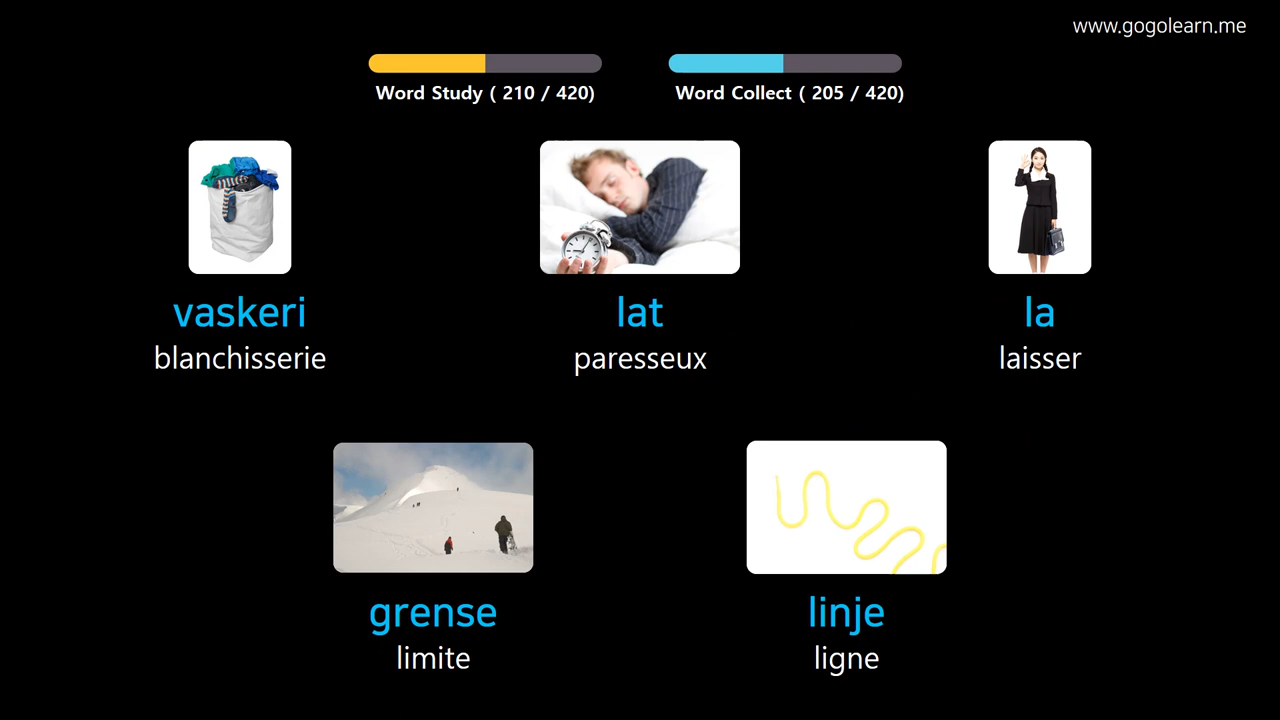 www.gogolearn.me
Word Study ( 210 / 420)
Word Collect ( 205 / 420)
vaskeri
blanchisserie
lat
paresseux
la
laisser
grense
limite
linje
ligne